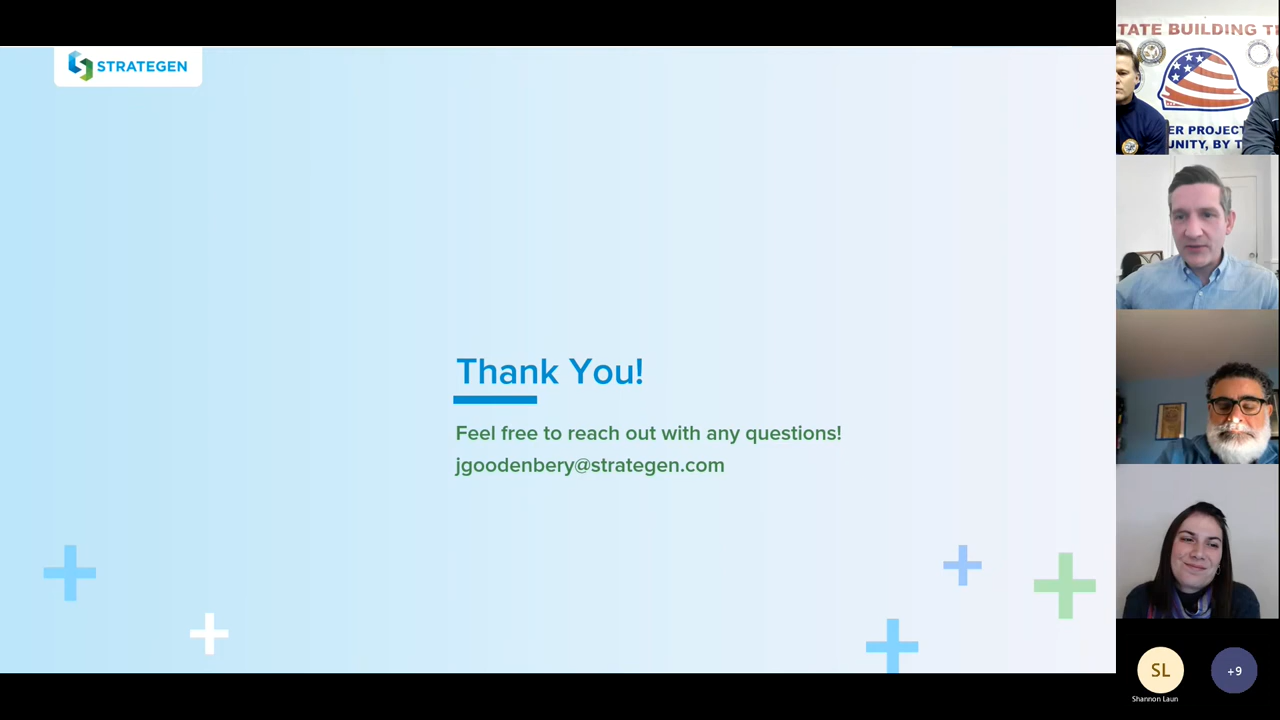 STRATEGEN
Thank You!
Feel free to reach out with any questions!
jgoodenbery@strategen.com
TATE BUILDING T
ER PROJECT
UNITY, BY T
SL
+9
Shannon Laun